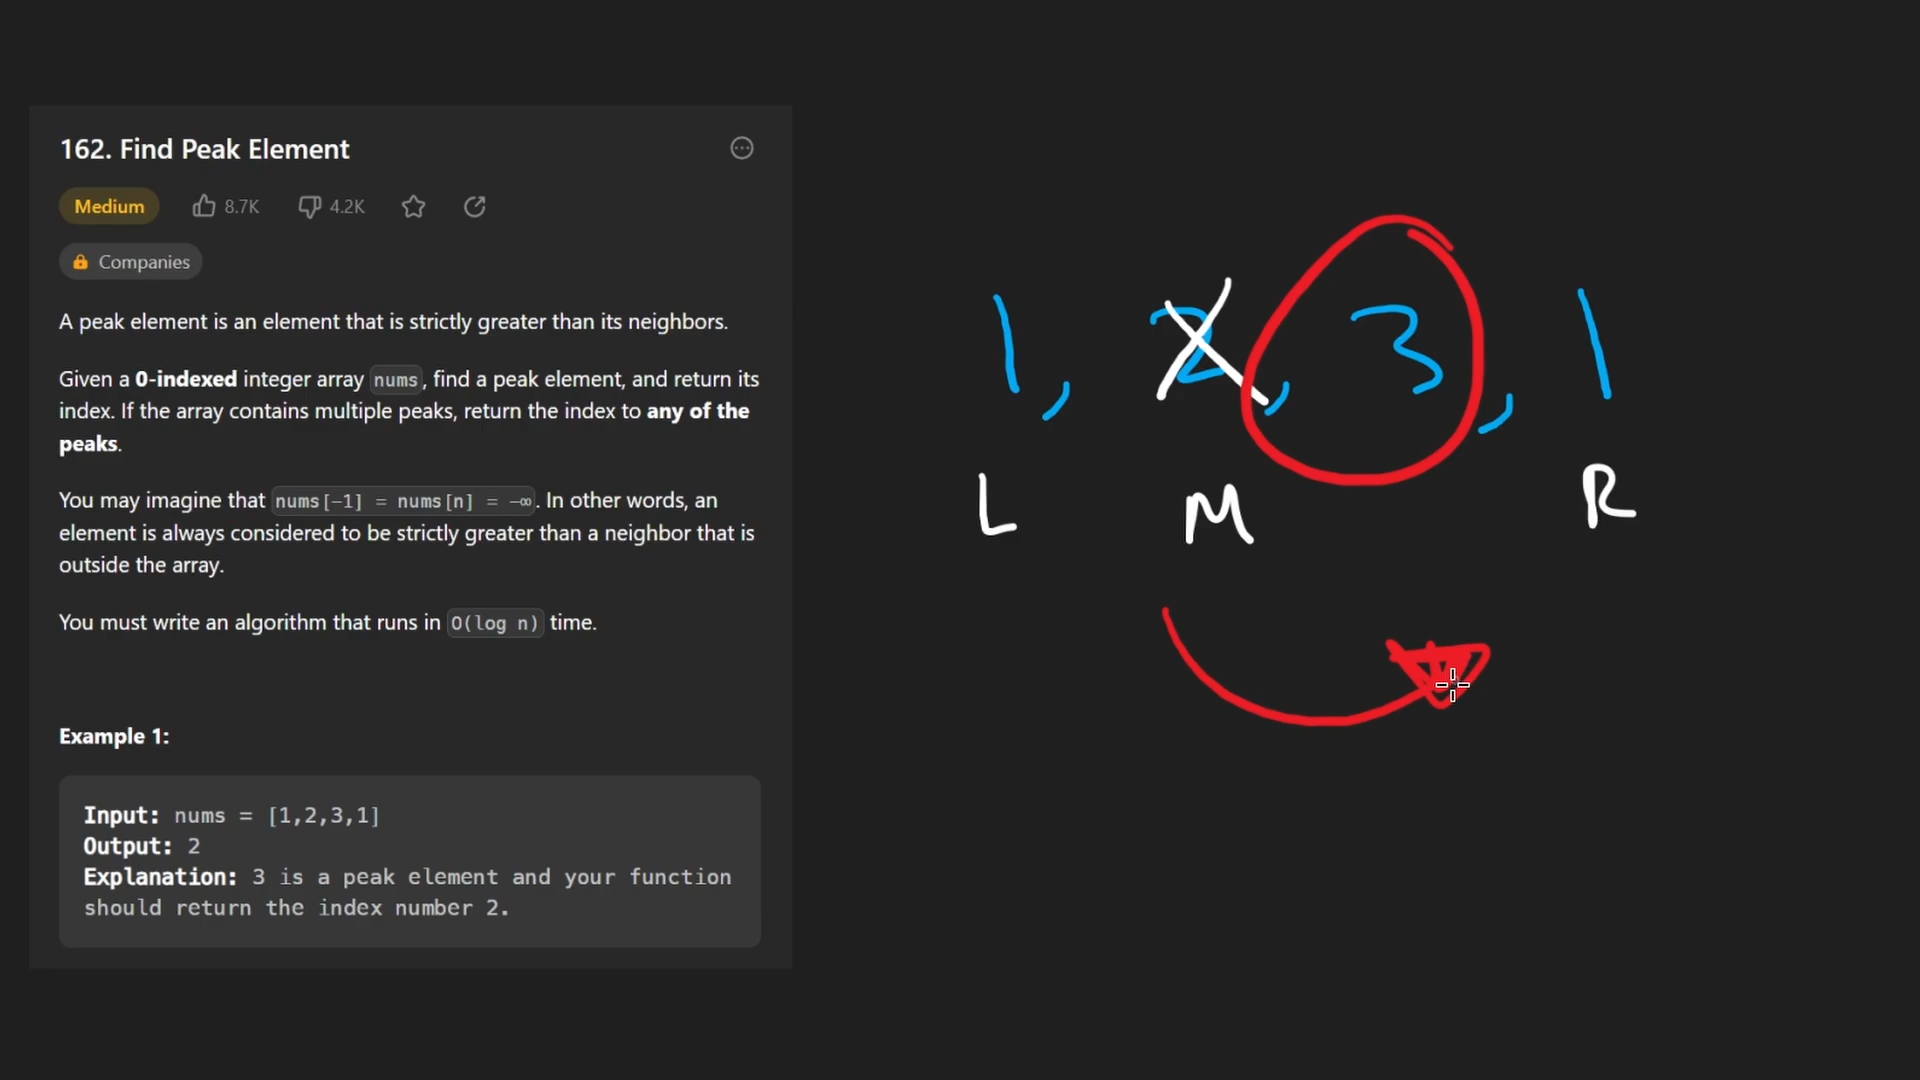 162. Find Peak Element
Medium 8.7K 4.2K
Companies
A peak element is an element that is strictly greater than its neighbors.
Given a 0-indexed integer array nums, find a peak element, and return its
index. If the array contains multiple peaks, return the index to any of the
peaks.
You may imagine that nums[-1] = nums[n] = -∞. In other words, an
element is always considered to be strictly greater than a neighbor that is
outside the array.
You must write an algorithm that runs in O(log n) time.
Example 1:
Input: nums = [1,2,3,1]
Output: 2
Explanation: 3 is a peak element and your function
should return the index number 2.
1, 2, 3, 1
L M R